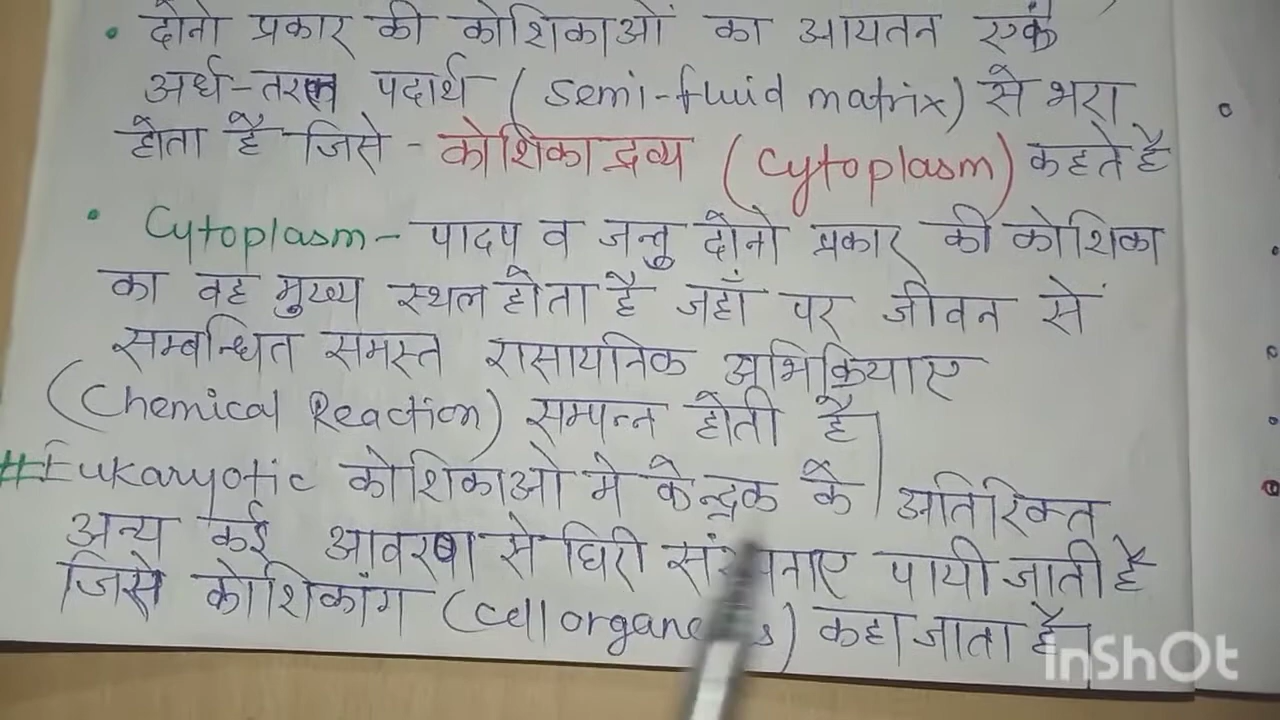 • दोनो प्रकार की कोशिकाओं का आयतन एक
अर्ध-तरल पदार्थ (Semi-fluid matrix) से भरा
होता है जिसे - कोशिका द्रव्य (Cytoplasm) कहते है
• Cytoplasm - पादप व जन्तु दोनो प्रकार की कोशिका
का वह मुख्य स्थल होता है जहाँ पर जीवन से
सम्बन्धित समस्त रासायनिक अभिक्रियाए
(Chemical Reaction) सम्पन्न होती है।
#Eukaryotic कोशिकाओ मे केन्द्रक के अतिरिक्त
अन्य कई आवरण से घिरी पायी जाती है
जिसे कोशिकांग (Cell कहा जाता है।
InShOt